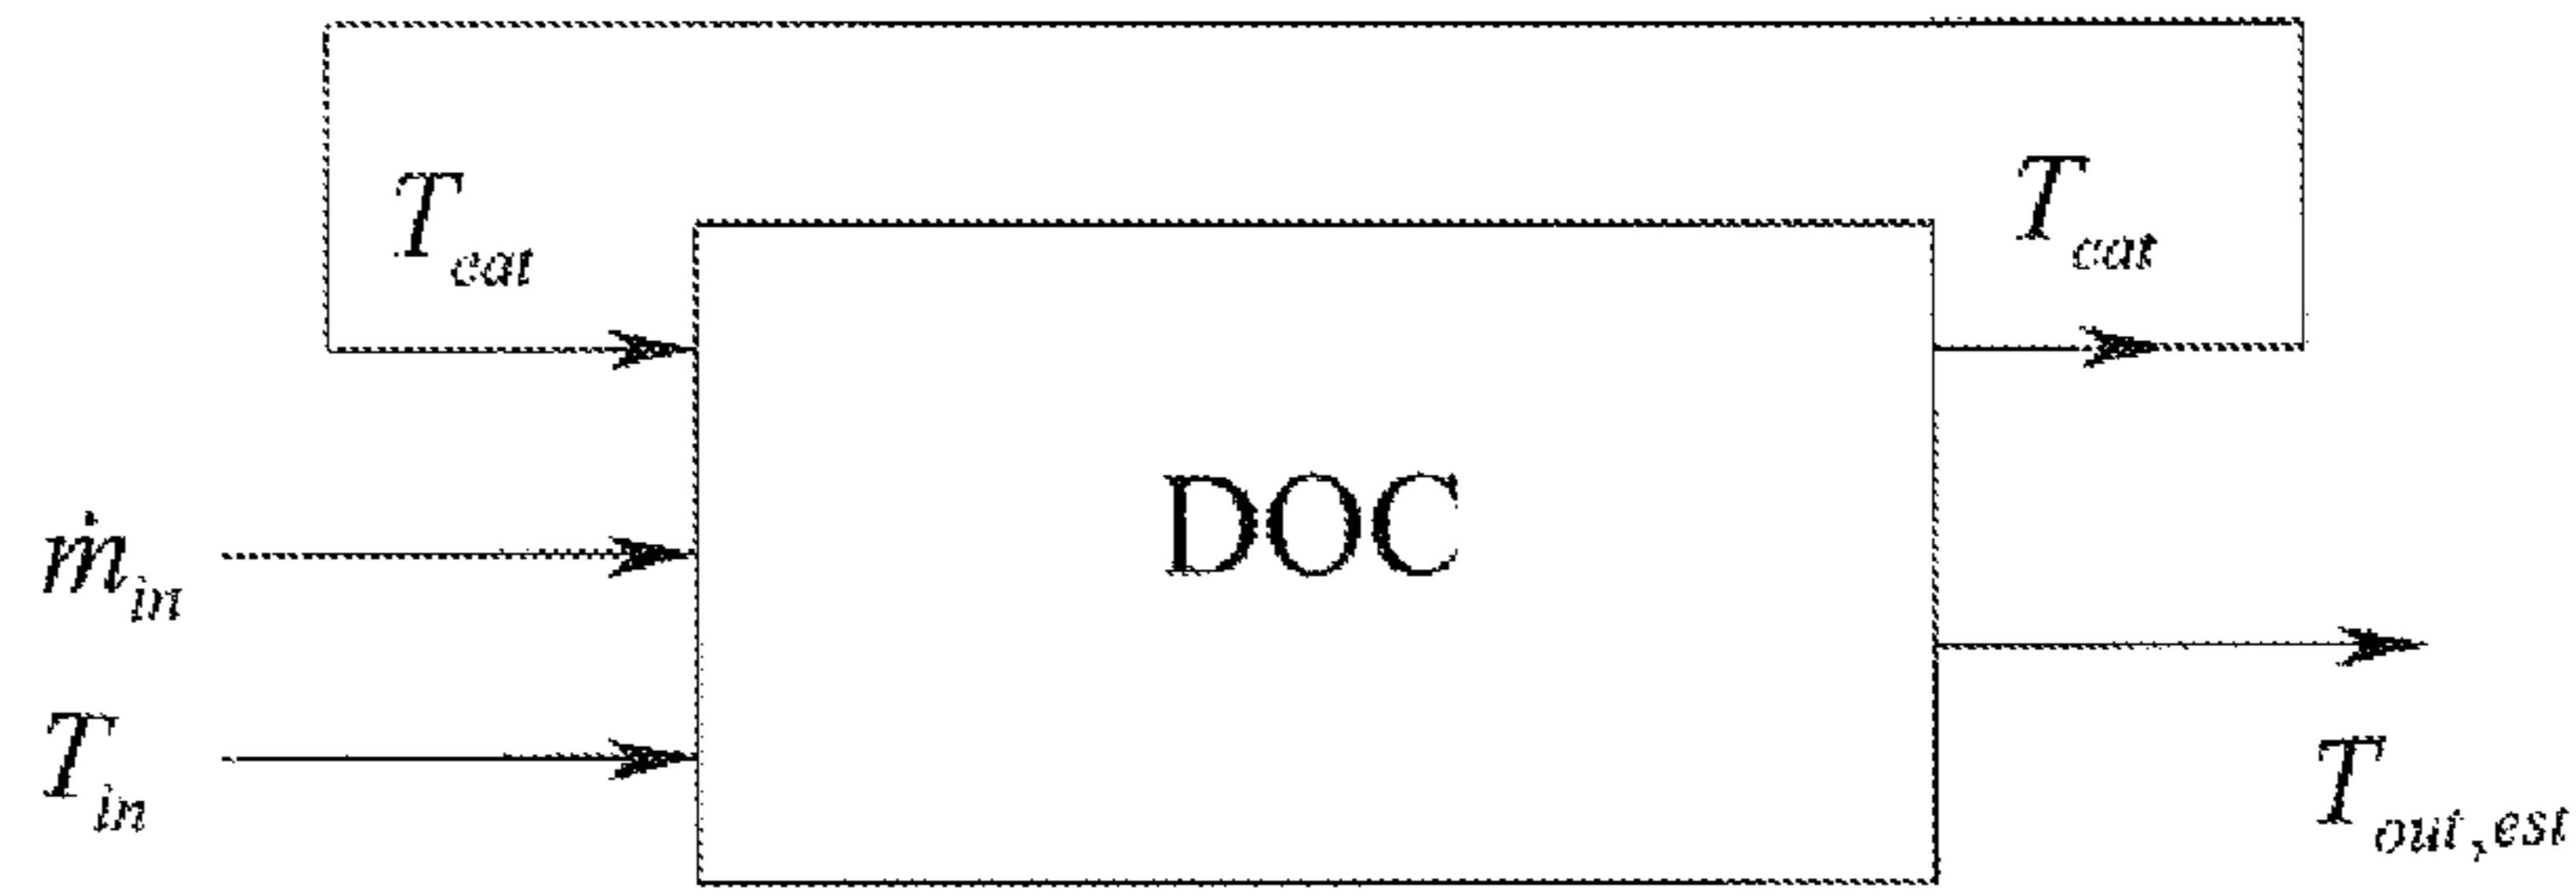 T_cat
T_cat
DOC
ṁ_in
T_in
T_out,est